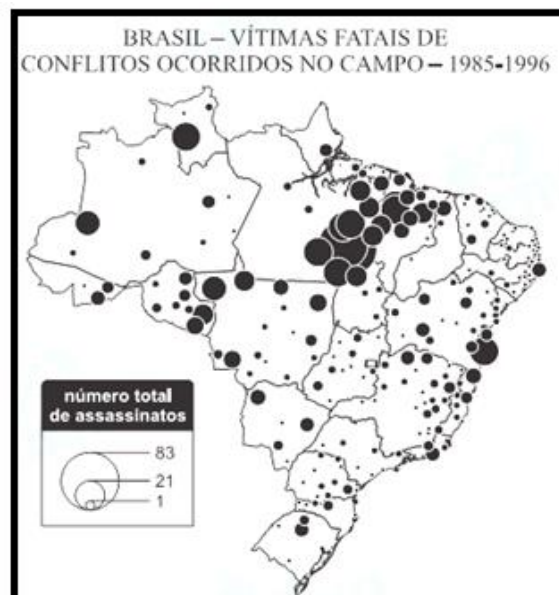 BRASIL – VÍTIMAS FATAIS DE
CONFLITOS OCORRIDOS NO CAMPO – 1985-1996
número total
de assassinatos
83
21
1